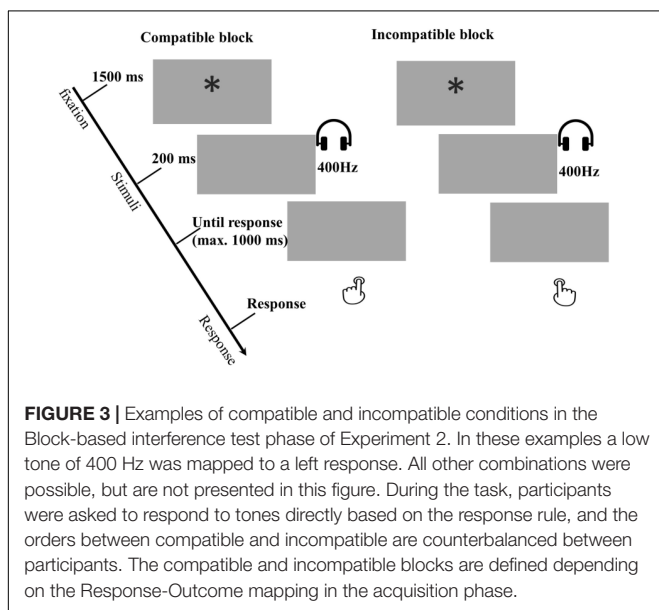 Compatible block
Incompatible block
1500 ms
*
*
fixation
200 ms
400Hz
400Hz
Stimuli
Until response
(max. 1000 ms)
Response
Response
FIGURE 3 | Examples of compatible and incompatible conditions in the
Block-based interference test phase of Experiment 2. In these examples a low
tone of 400 Hz was mapped to a left response. All other combinations were
possible, but are not presented in this figure. During the task, participants
were asked to respond to tones directly based on the response rule, and the
orders between compatible and incompatible are counterbalanced between
participants. The compatible and incompatible blocks are defined depending
on the Response-Outcome mapping in the acquisition phase.